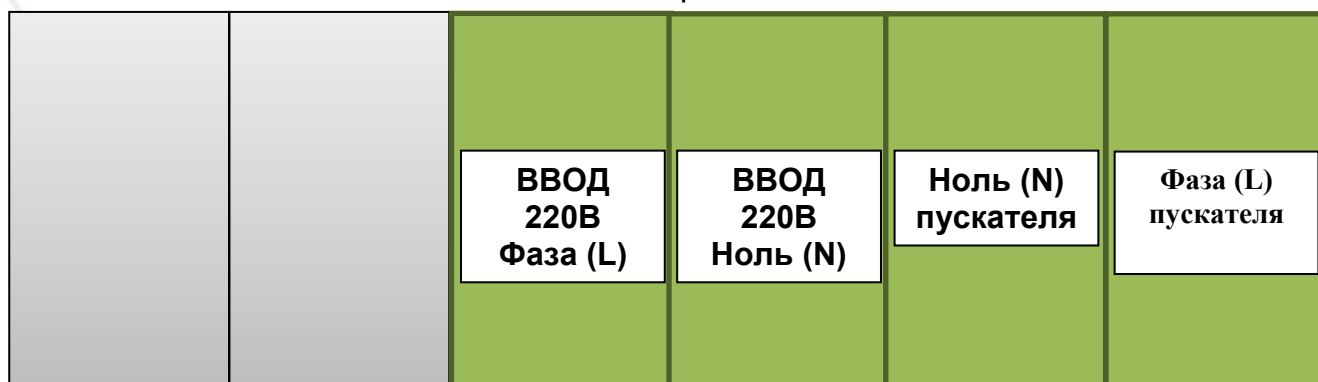 ВВОД
220В
Фаза (L)
ВВОД
220В
Ноль (N)
Ноль (N)
пускателя
Фаза (L)
пускателя